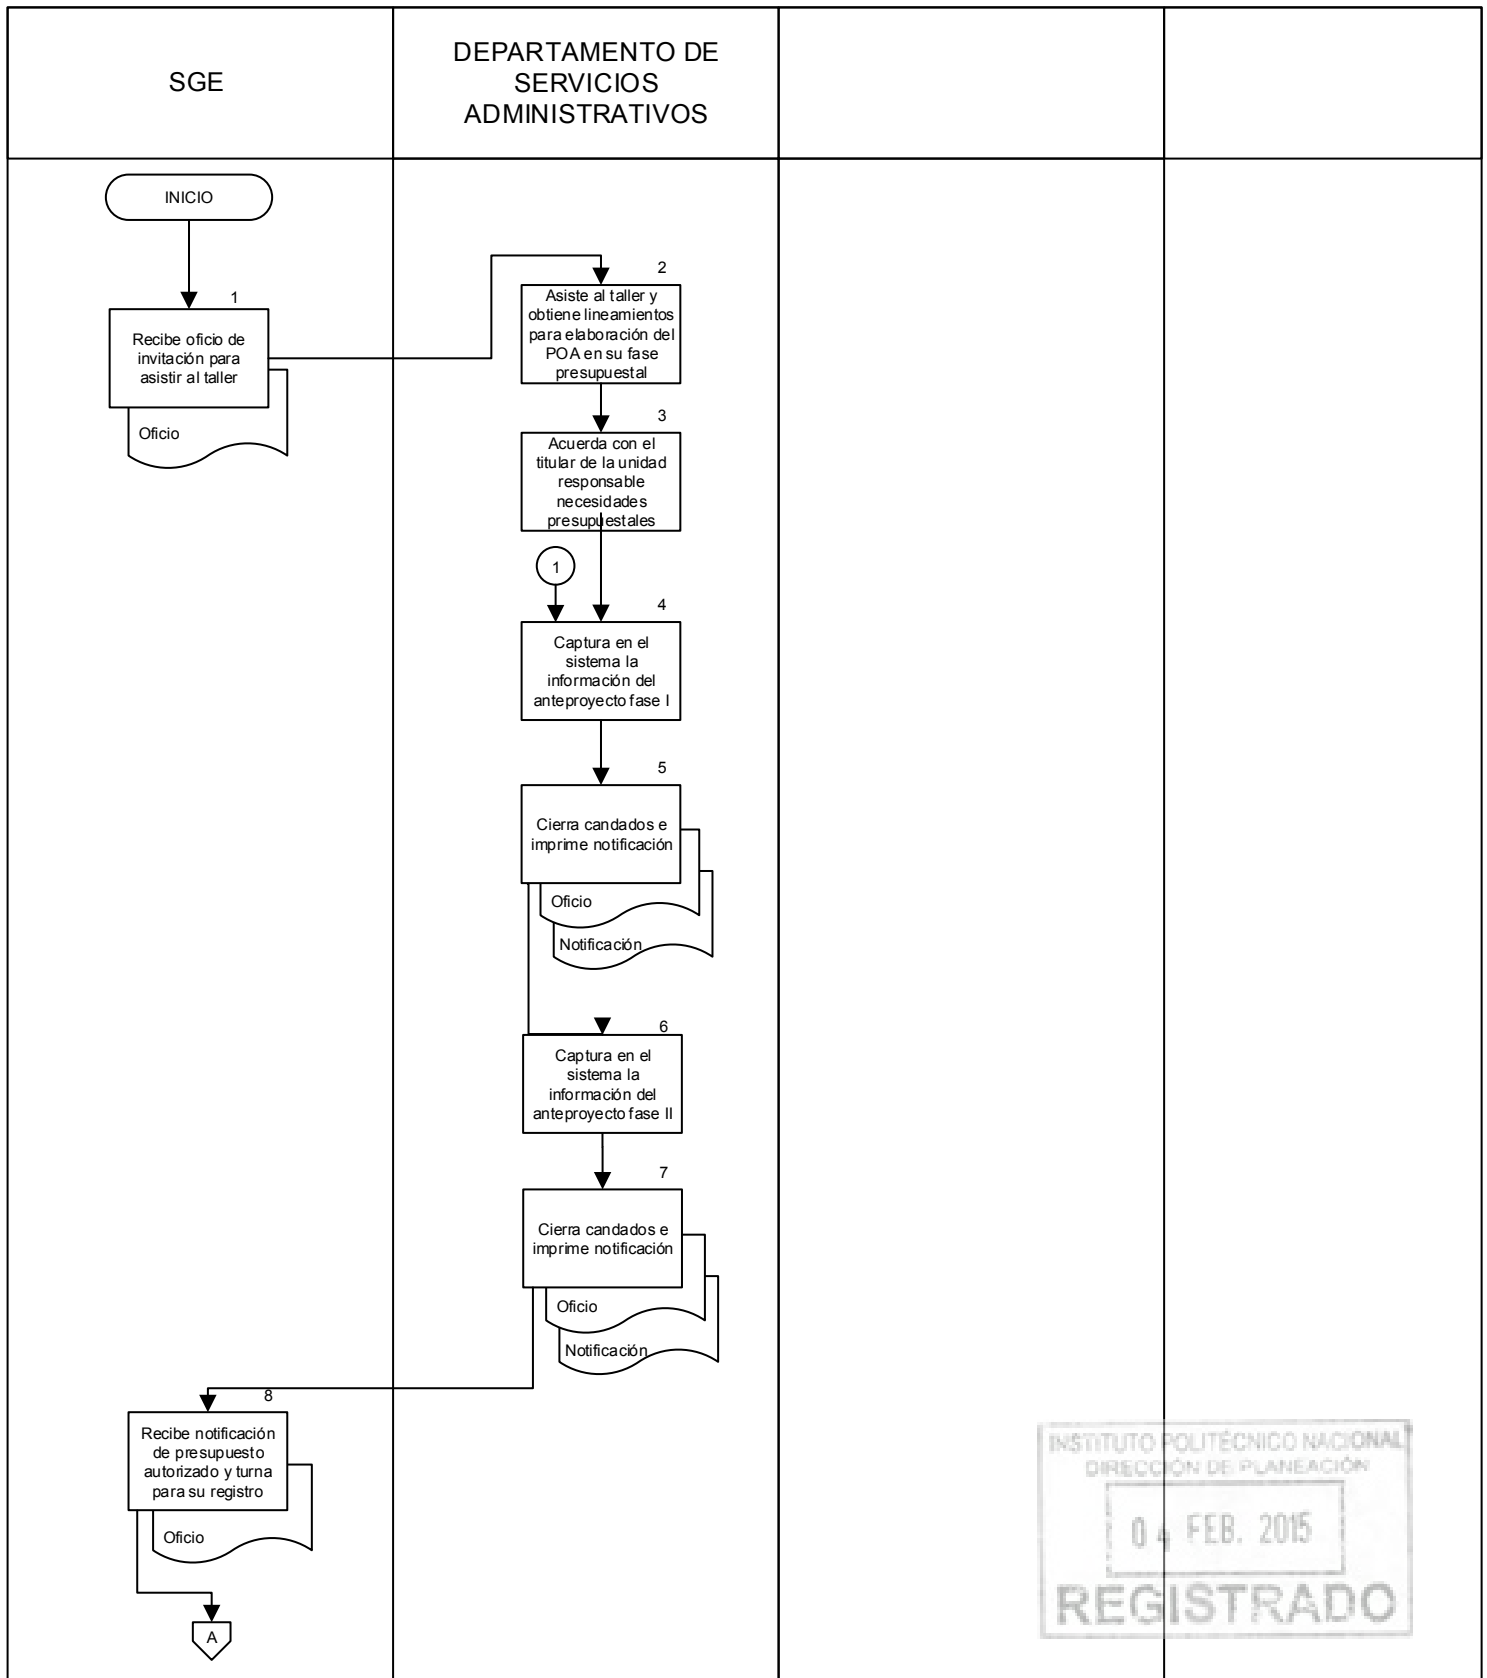 SGE
DEPARTAMENTO DE
SERVICIOS
ADMINISTRATIVOS
INICIO
1
Recibe oficio de
invitación para
asistir al taller
Oficio
2
Asiste al taller y
obtiene lineamientos
para elaboración del
POA en su fase
presupuestal
3
Acuerda con el
titular de la unidad
responsable
necesidades
presupuestales
1
4
Captura en el
sistema la
información del
anteproyecto fase I
5
Cierra candados e
imprime notificación
Oficio
Notificación
6
Captura en el
sistema la
información del
anteproyecto fase II
7
Cierra candados e
imprime notificación
Oficio
Notificación
8
Recibe notificación
de presupuesto
autorizado y turna
para su registro
Oficio
A
INSTITUTO POLITÉCNICO NACIONAL
DIRECCIÓN DE PLANEACIÓN
04 FEB. 2015
REGISTRADO